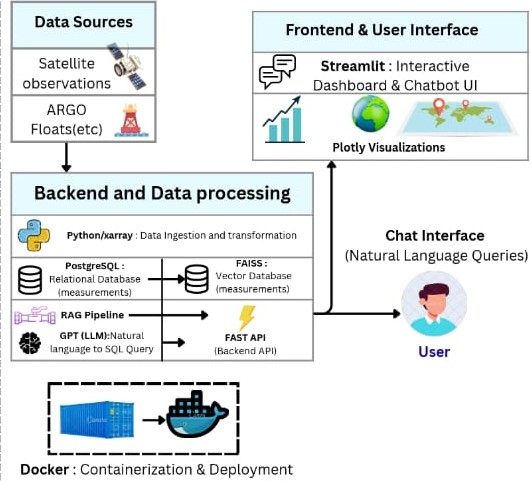 Data Sources
Satellite
observations
ARGO
Floats(etc)
Frontend & User Interface
Streamlit : Interactive
Dashboard & Chatbot UI
Plotly Visualizations
Backend and Data processing
Python/xarray : Data Ingestion and transformation
PostgreSQL :
Relational Database
(measurements)
FAISS :
Vector Database
(measurements)
RAG Pipeline
GPT (LLM):Natural
language to SQL Query
FAST API
(Backend API)
Chat Interface
(Natural Language Queries)
User
Canva
Docker : Containerization & Deployment